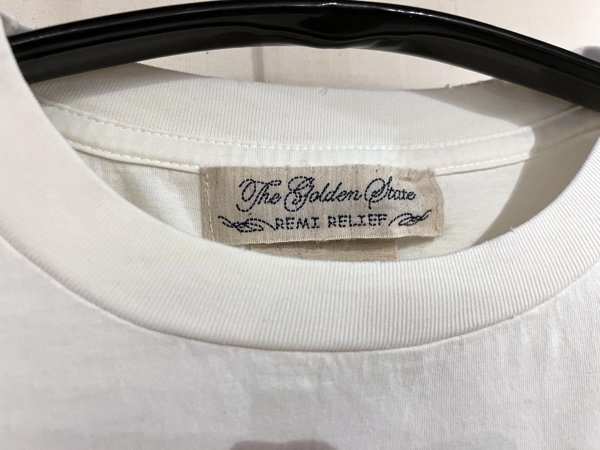 The Golden State
REMI RELIEF